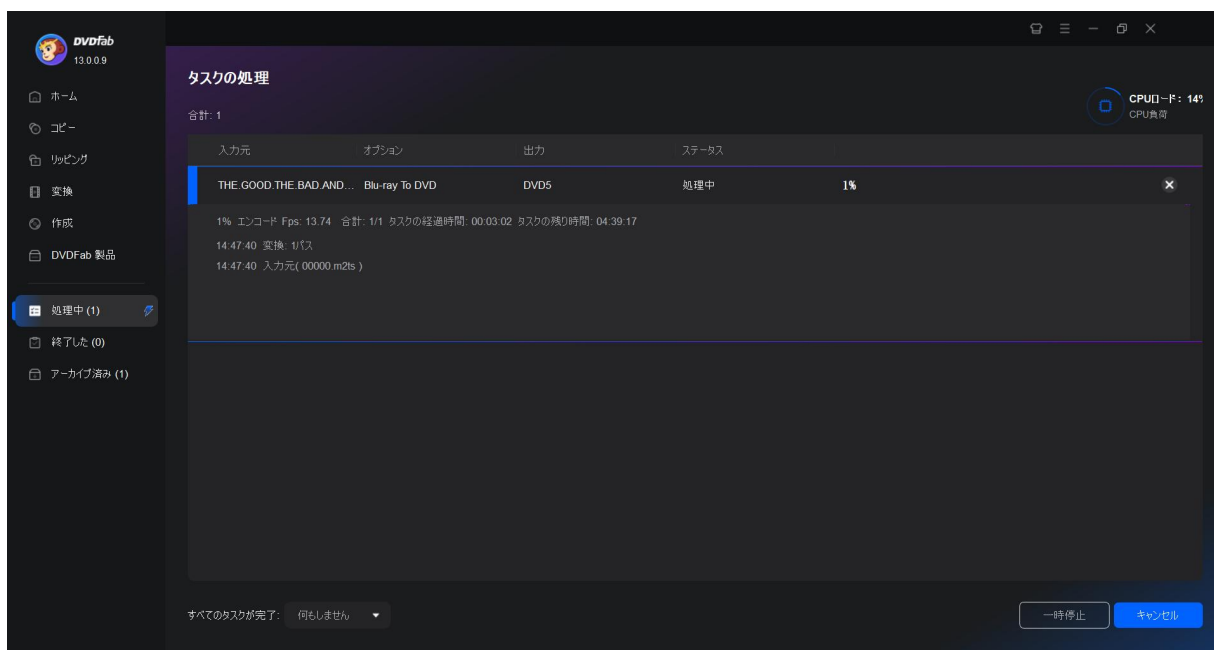 DVDFab
13.0.0.9
ホーム
コピー
リッピング
変換
作成
DVDFab 製品
処理中 (1)
終了した (0)
アーカイブ済み (1)
タスクの処理
合計: 1
CPUロード: 14%
CPU負荷
入力元 オプション 出力 ステータス
THE.GOOD.THE.BAD.AND... Blu-ray To DVD DVD5 処理中 1%
1% エンコード Fps: 13.74 合計: 1/1 タスクの経過時間: 00:03:02 タスクの残り時間: 04:39:17
14:47:40 変換: 1パス
14:47:40 入力元( 00000.m2ts )
すべてのタスクが完了: 何もしません
一時停止 キャンセル